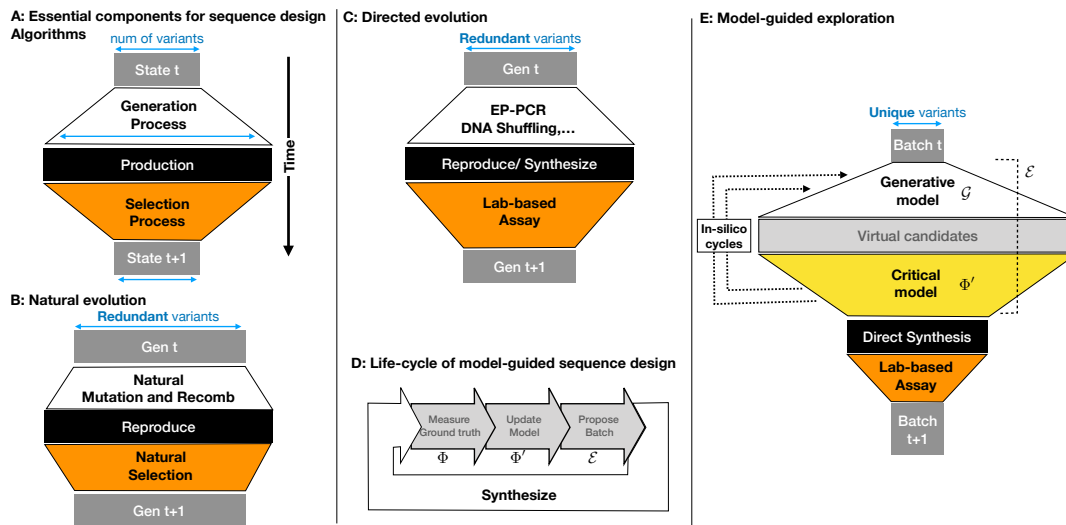 A: Essential components for sequence design
Algorithms
num of variants
State t
Generation
Process
Production
Selection
Process
State t+1
Time
B: Natural evolution
Redundant variants
Gen t
Natural
Mutation and Recomb
Reproduce
Natural
Selection
Gen t+1
C: Directed evolution
Redundant variants
Gen t
EP-PCR
DNA Shuffling,...
Reproduce/ Synthesize
Lab-based
Assay
Gen t+1
D: Life-cycle of model-guided sequence design
Measure
Ground truth
Φ
Update
Model
Φ′
Propose
Batch
ℰ
Synthesize
E: Model-guided exploration
Unique variants
Batch t
ℰ
Generative
model 𝒢
In-silico
cycles
Virtual candidates
Critical
model Φ′
Direct Synthesis
Lab-based
Assay
Batch
t+1